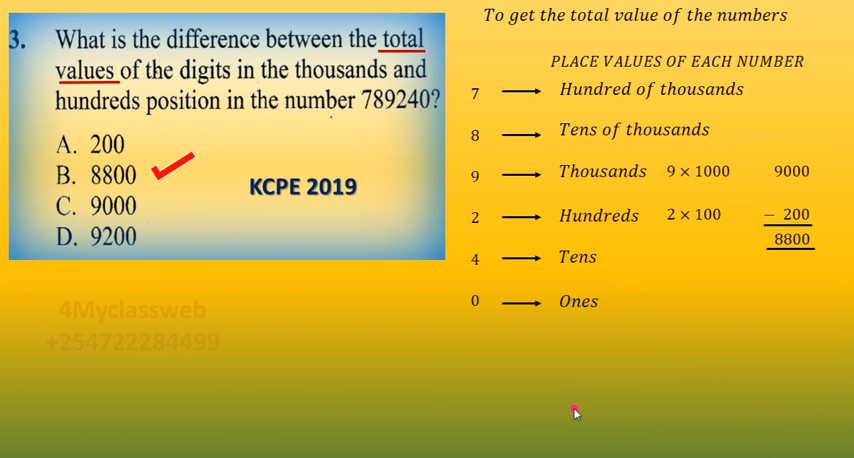 3. What is the difference between the total
values of the digits in the thousands and
hundreds position in the number 789240?
A. 200
B. 8800
C. 9000
D. 9200
KCPE 2019
4Myclassweb
+254722284499
To get the total value of the numbers
PLACE VALUES OF EACH NUMBER
7 → Hundred of thousands
8 → Tens of thousands
9 → Thousands 9 × 1000 9000
2 → Hundreds 2 × 100 − 200
8800
4 → Tens
0 → Ones